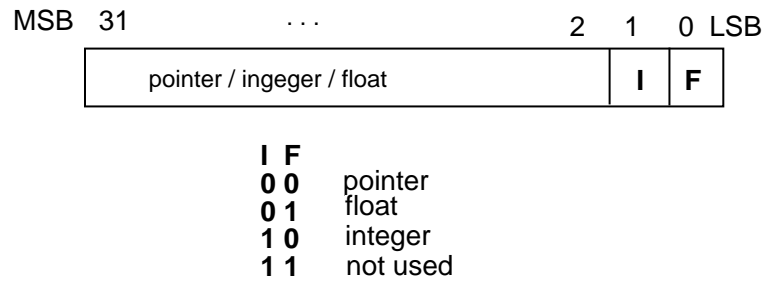 MSB 31 . . . 2 1 0 LSB
pointer / ingeger / float I F
I F
0 0 pointer
0 1 float
1 0 integer
1 1 not used